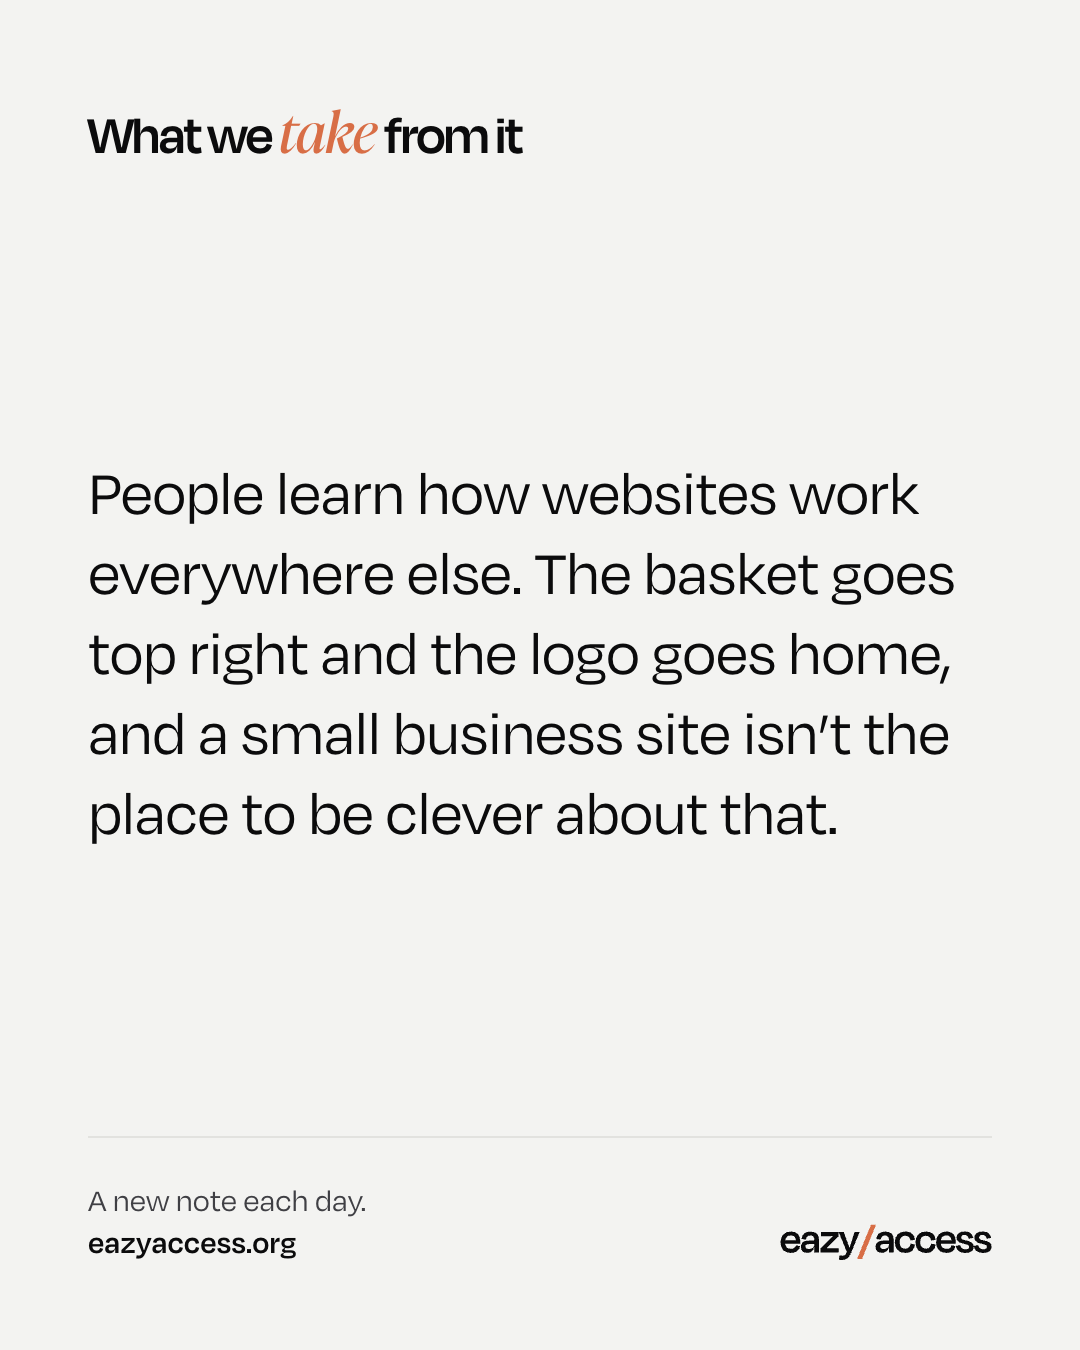 What we take from it
People learn how websites work
everywhere else. The basket goes
top right and the logo goes home,
and a small business site isn’t the
place to be clever about that.
A new note each day.
eazyaccess.org
eazy/access